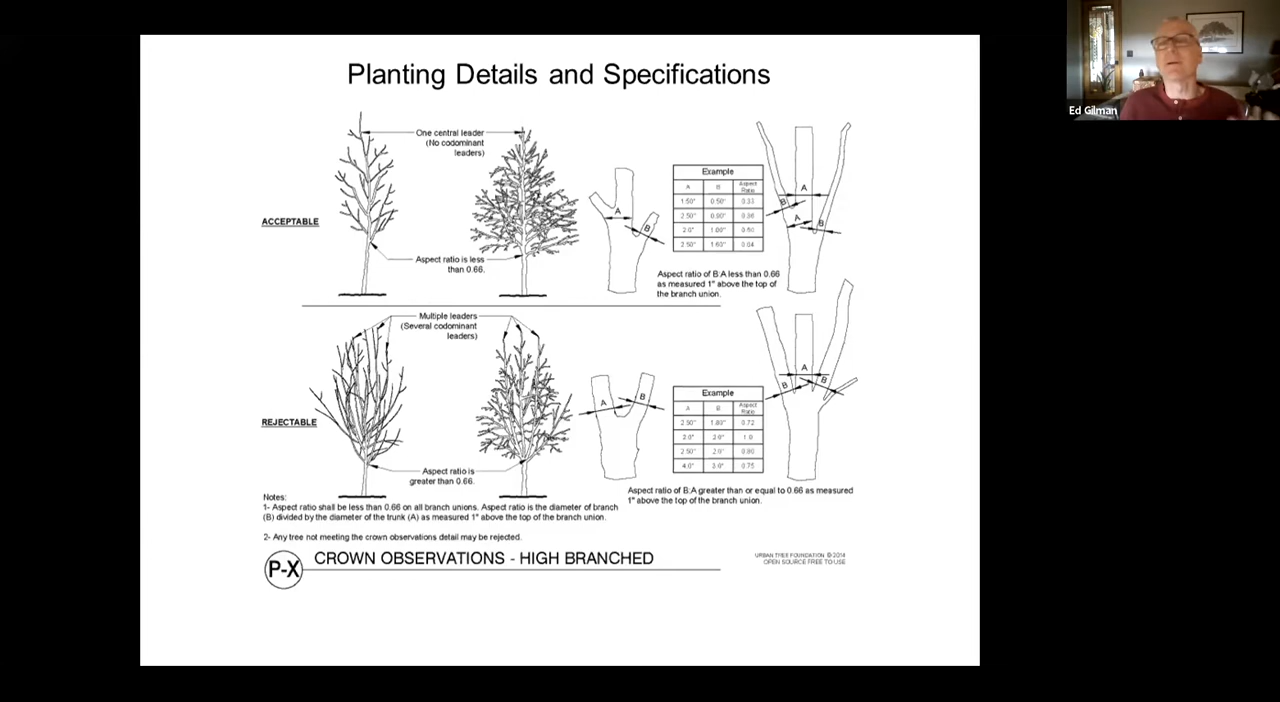 Ed Gilman
Planting Details and Specifications
One central leader
(No codominant
leaders)
ACCEPTABLE
Aspect ratio is less
than 0.66.
A
B
Example
A B Aspect
Ratio
1.50" 0.50" 0.33
2.50" 0.90" 0.36
2.0" 1.00" 0.50
2.50" 1.60"
Aspect ratio of B:A less than 0.66
as measured 1" above the top of
the branch union.
A
B
A
B
Multiple leaders
(Several codominant
leaders)
REJECTABLE
Aspect ratio is
greater than 0.66.
A
B
Example
A B Aspect
Ratio
2.50" 1.80" 0.72
2.0" 2.0" 1.0
2.50" 2.0" 0.80
4.0" 3.0" 0.75
Aspect ratio of B:A greater than or equal to 0.66 as measured
1" above the top of the branch union.
A
B
B
Notes:
1- Aspect ratio shall be less than 0.66 on all branch unions. Aspect ratio is the diameter of branch
(B) divided by the diameter of the trunk (A) as measured 1" above the top of the branch union.
2- Any tree not meeting the crown observations detail may be rejected.
P-X
CROWN OBSERVATIONS - HIGH BRANCHED
URBAN TREE FOUNDATION © 2014
OPEN SOURCE FREE TO USE